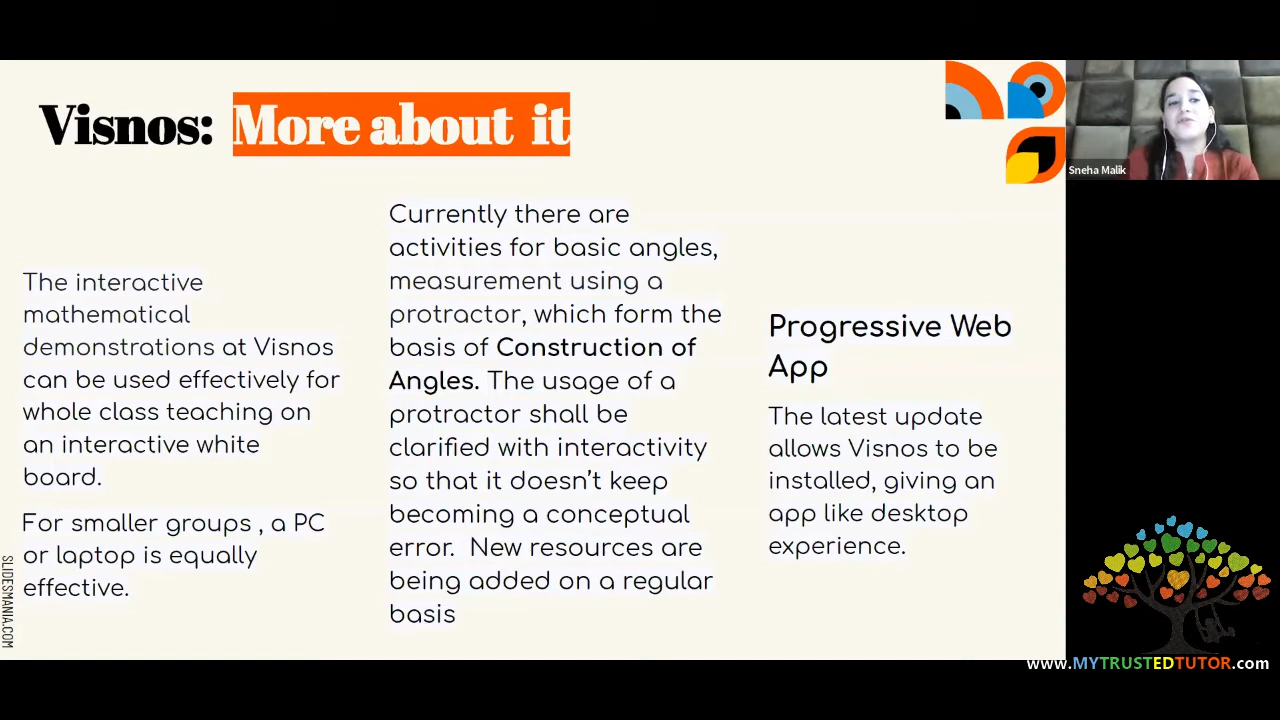 Visnos: More about it
Sneha Malik
The interactive
mathematical
demonstrations at Visnos
can be used effectively for
whole class teaching on
an interactive white
board.
For smaller groups , a PC
or laptop is equally
effective.
Currently there are
activities for basic angles,
measurement using a
protractor, which form the
basis of Construction of
Angles. The usage of a
protractor shall be
clarified with interactivity
so that it doesn't keep
becoming a conceptual
error. New resources are
being added on a regular
basis
Progressive Web
App
The latest update
allows Visnos to be
installed, giving an
app like desktop
experience.
SLIDESMANIA.COM
www.MYTRUSTEDTUTOR.com